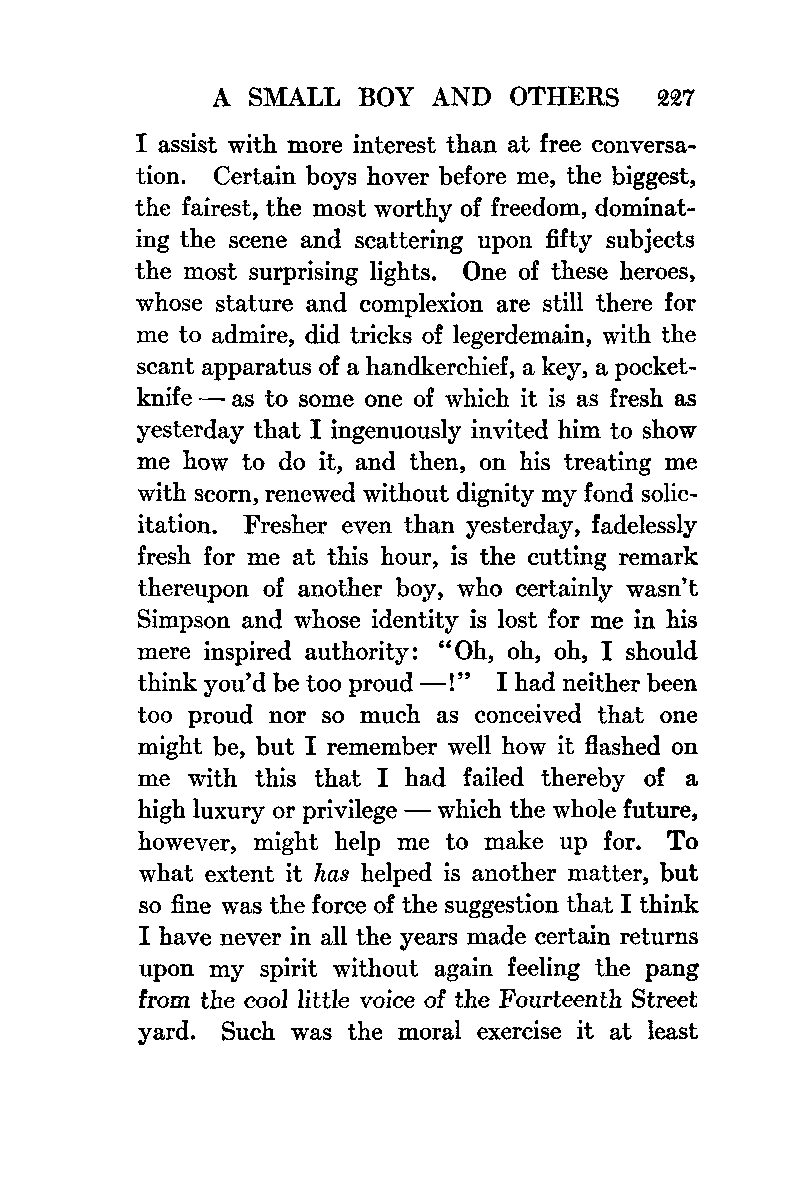 A SMALL BOY AND OTHERS 227
I assist with more interest than at free conversa-
tion. Certain boys hover before me, the biggest,
the fairest, the most worthy of freedom, dominat-
ing the scene and scattering upon fifty subjects
the most surprising lights. One of these heroes,
whose stature and complexion are still there for
me to admire, did tricks of legerdemain, with the
scant apparatus of a handkerchief, a key, a pocket-
knife — as to some one of which it is as fresh as
yesterday that I ingenuously invited him to show
me how to do it, and then, on his treating me
with scorn, renewed without dignity my fond solic-
itation. Fresher even than yesterday, fadelessly
fresh for me at this hour, is the cutting remark
thereupon of another boy, who certainly wasn't
Simpson and whose identity is lost for me in his
mere inspired authority: "Oh, oh, oh, I should
think you'd be too proud —!" I had neither been
too proud nor so much as conceived that one
might be, but I remember well how it flashed on
me with this that I had failed thereby of a
high luxury or privilege — which the whole future,
however, might help me to make up for. To
what extent it has helped is another matter, but
so fine was the force of the suggestion that I think
I have never in all the years made certain returns
upon my spirit without again feeling the pang
from the cool little voice of the Fourteenth Street
yard. Such was the moral exercise it at least